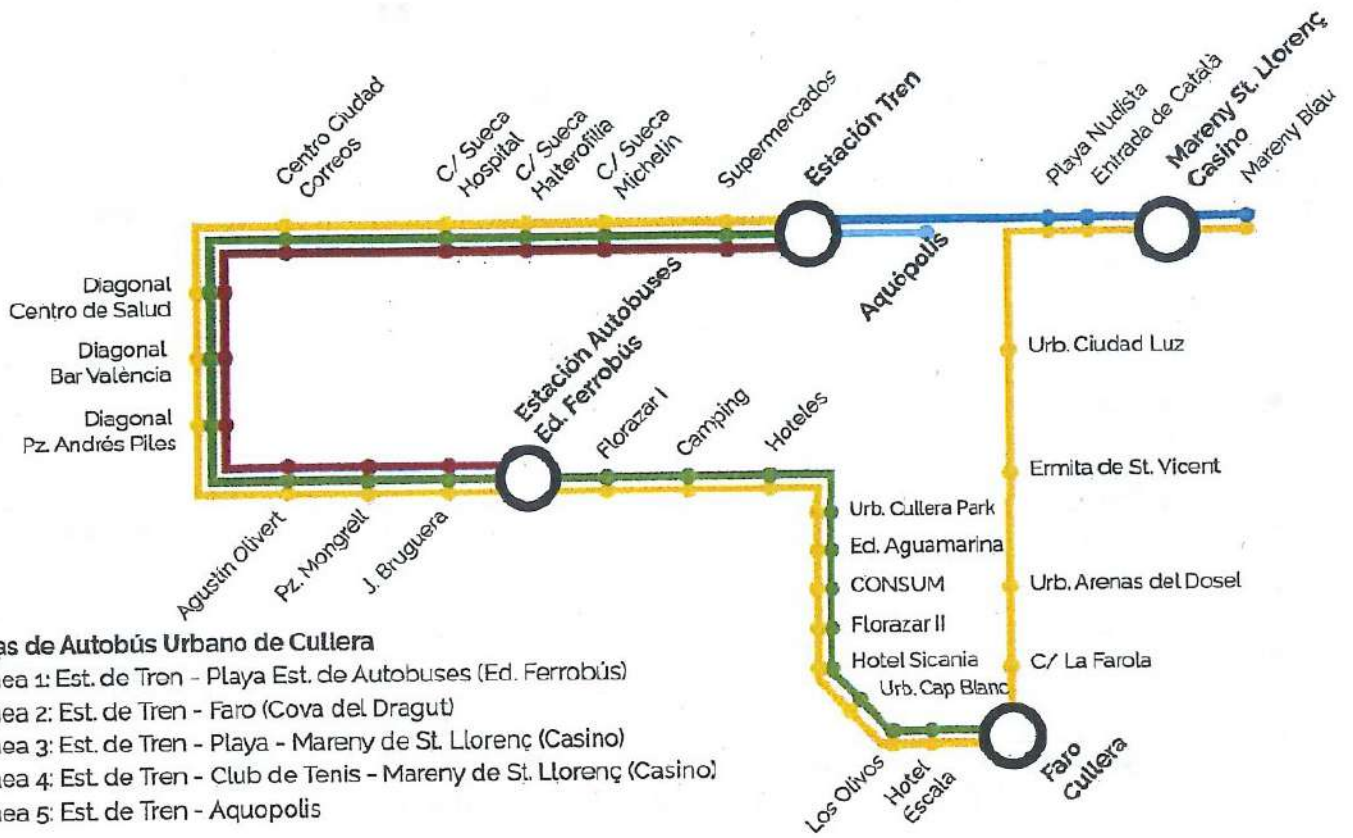 Centro Ciudad
Correos
C/ Sueca
Hospital
C/ Sueca
Halterofilia
C/ Sueca
Michelin
Supermercados
Estación Tren
Playa Nudista
Entrada de Català
Mareny St. Llorenç
Casino
Mareny Blau
Aquópolis
Diagonal
Centro de Salud
Diagonal
Bar València
Diagonal
Pz. Andrés Piles
Estación Autobuses
Ed. Ferrobús
Florazar I
Camping
Hoteles
Agustín Olivert
Pz. Mongrell
J. Bruguera
Urb. Cullera Park
Ed. Aguamarina
CONSUM
Florazar II
Hotel Sicania
Urb. Cap Blanc
Los Olivos
Hotel
Escala
Faro
Cullera
Urb. Ciudad Luz
Ermita de St. Vicent
Urb. Arenas del Dosel
C/ La Farola
as de Autobús Urbano de Cullera
ea 1: Est. de Tren - Playa Est. de Autobuses (Ed. Ferrobús)
ea 2: Est. de Tren - Faro (Cova del Dragut)
ea 3: Est. de Tren - Playa - Mareny de St. Llorenç (Casino)
ea 4: Est. de Tren - Club de Tenis - Mareny de St. Llorenç (Casino)
ea 5: Est. de Tren - Aquopolis